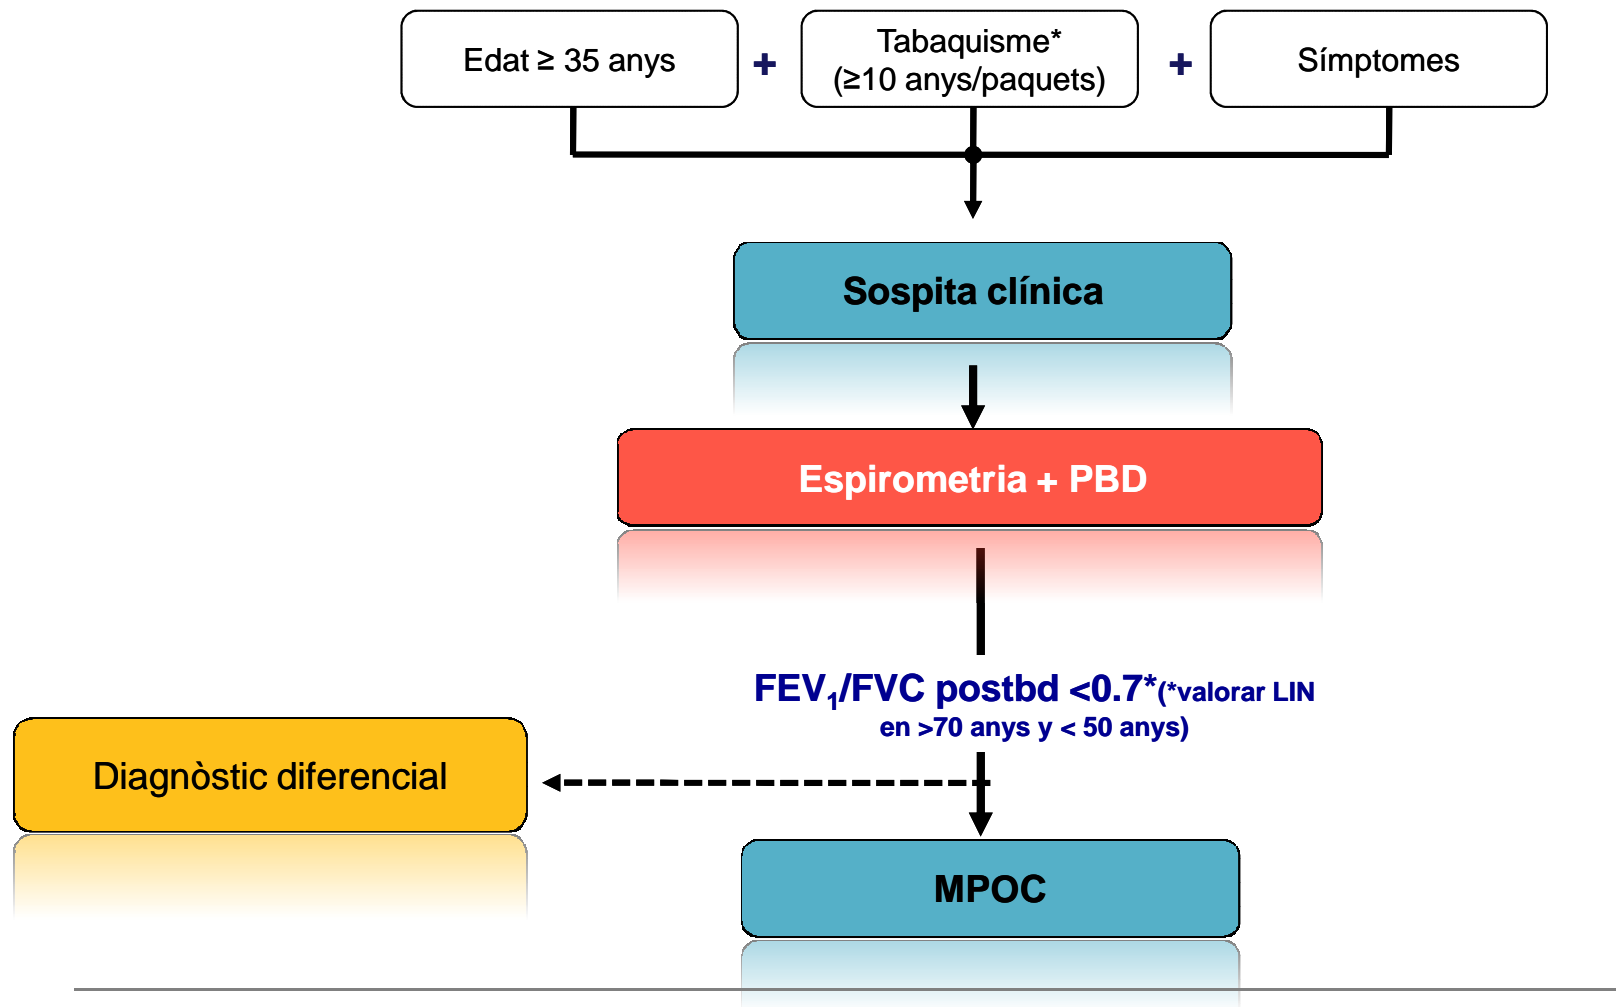 Edat ≥ 35 anys
+
Tabaquisme*
(≥10 anys/paquets)
+
Símptomes
Sospita clínica
Espirometria + PBD
FEV₁/FVC postbd <0.7*(*valorar LIN
en >70 anys y < 50 anys)
Diagnòstic diferencial
MPOC